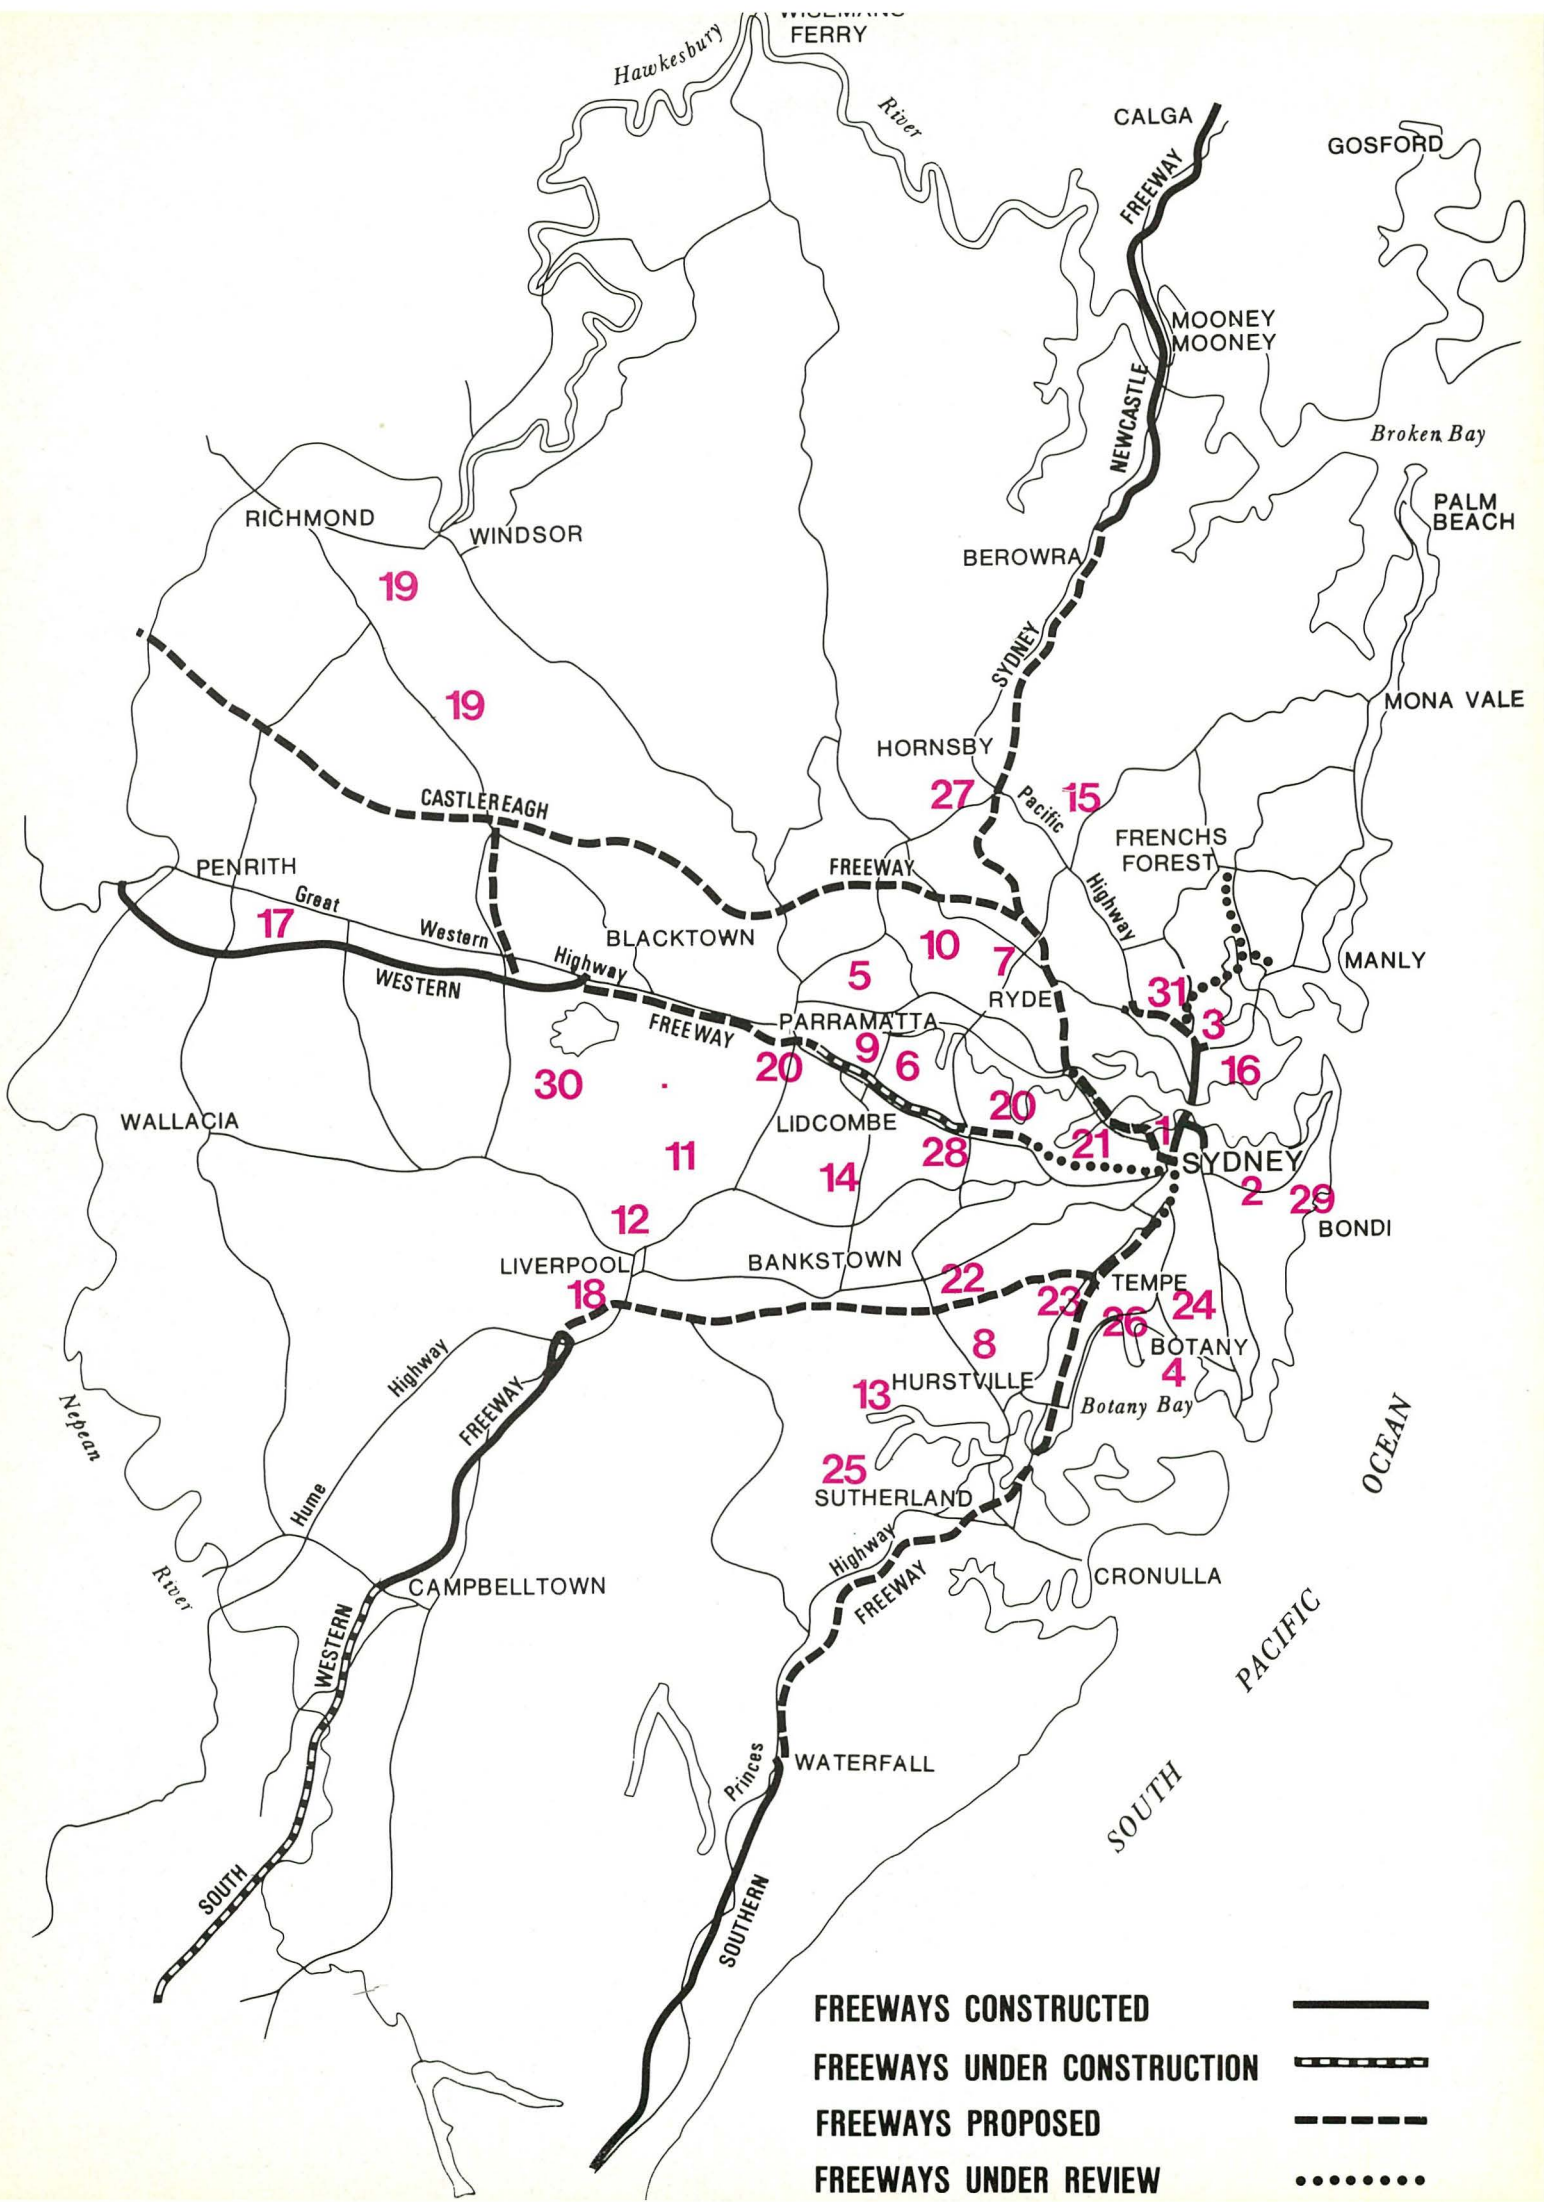 WISEMANS
FERRY
Hawkesbury
River
CALGA
GOSFORD
FREEWAY
MOONEY
MOONEY
NEWCASTLE
Broken Bay
PALM
BEACH
RICHMOND
WINDSOR
BEROWRA
19
SYDNEY
19
MONA VALE
HORNSBY
27
Pacific
15
CASTLEREAGH
FRENCHS
FOREST
PENRITH
FREEWAY
Great
Highway
17
Western
BLACKTOWN
10
MANLY
Highway
7
5
WESTERN
31
RYDE
FREEWAY
PARRAMATTA
3
9
6
20
16
30
20
WALLACIA
LIDCOMBE
1
21
28
11
SYDNEY
14
2
29
12
BONDI
LIVERPOOL
BANKSTOWN
22
TEMPE
18
23
24
26
8
BOTANY
Highway
4
HURSTVILLE
13
Botany Bay
FREEWAY
Nepean
OCEAN
25
SUTHERLAND
Hume
Highway
River
CAMPBELLTOWN
CRONULLA
FREEWAY
WESTERN
PACIFIC
Princes
WATERFALL
SOUTH
SOUTH
SOUTHERN
FREEWAYS CONSTRUCTED
FREEWAYS UNDER CONSTRUCTION
FREEWAYS PROPOSED
FREEWAYS UNDER REVIEW